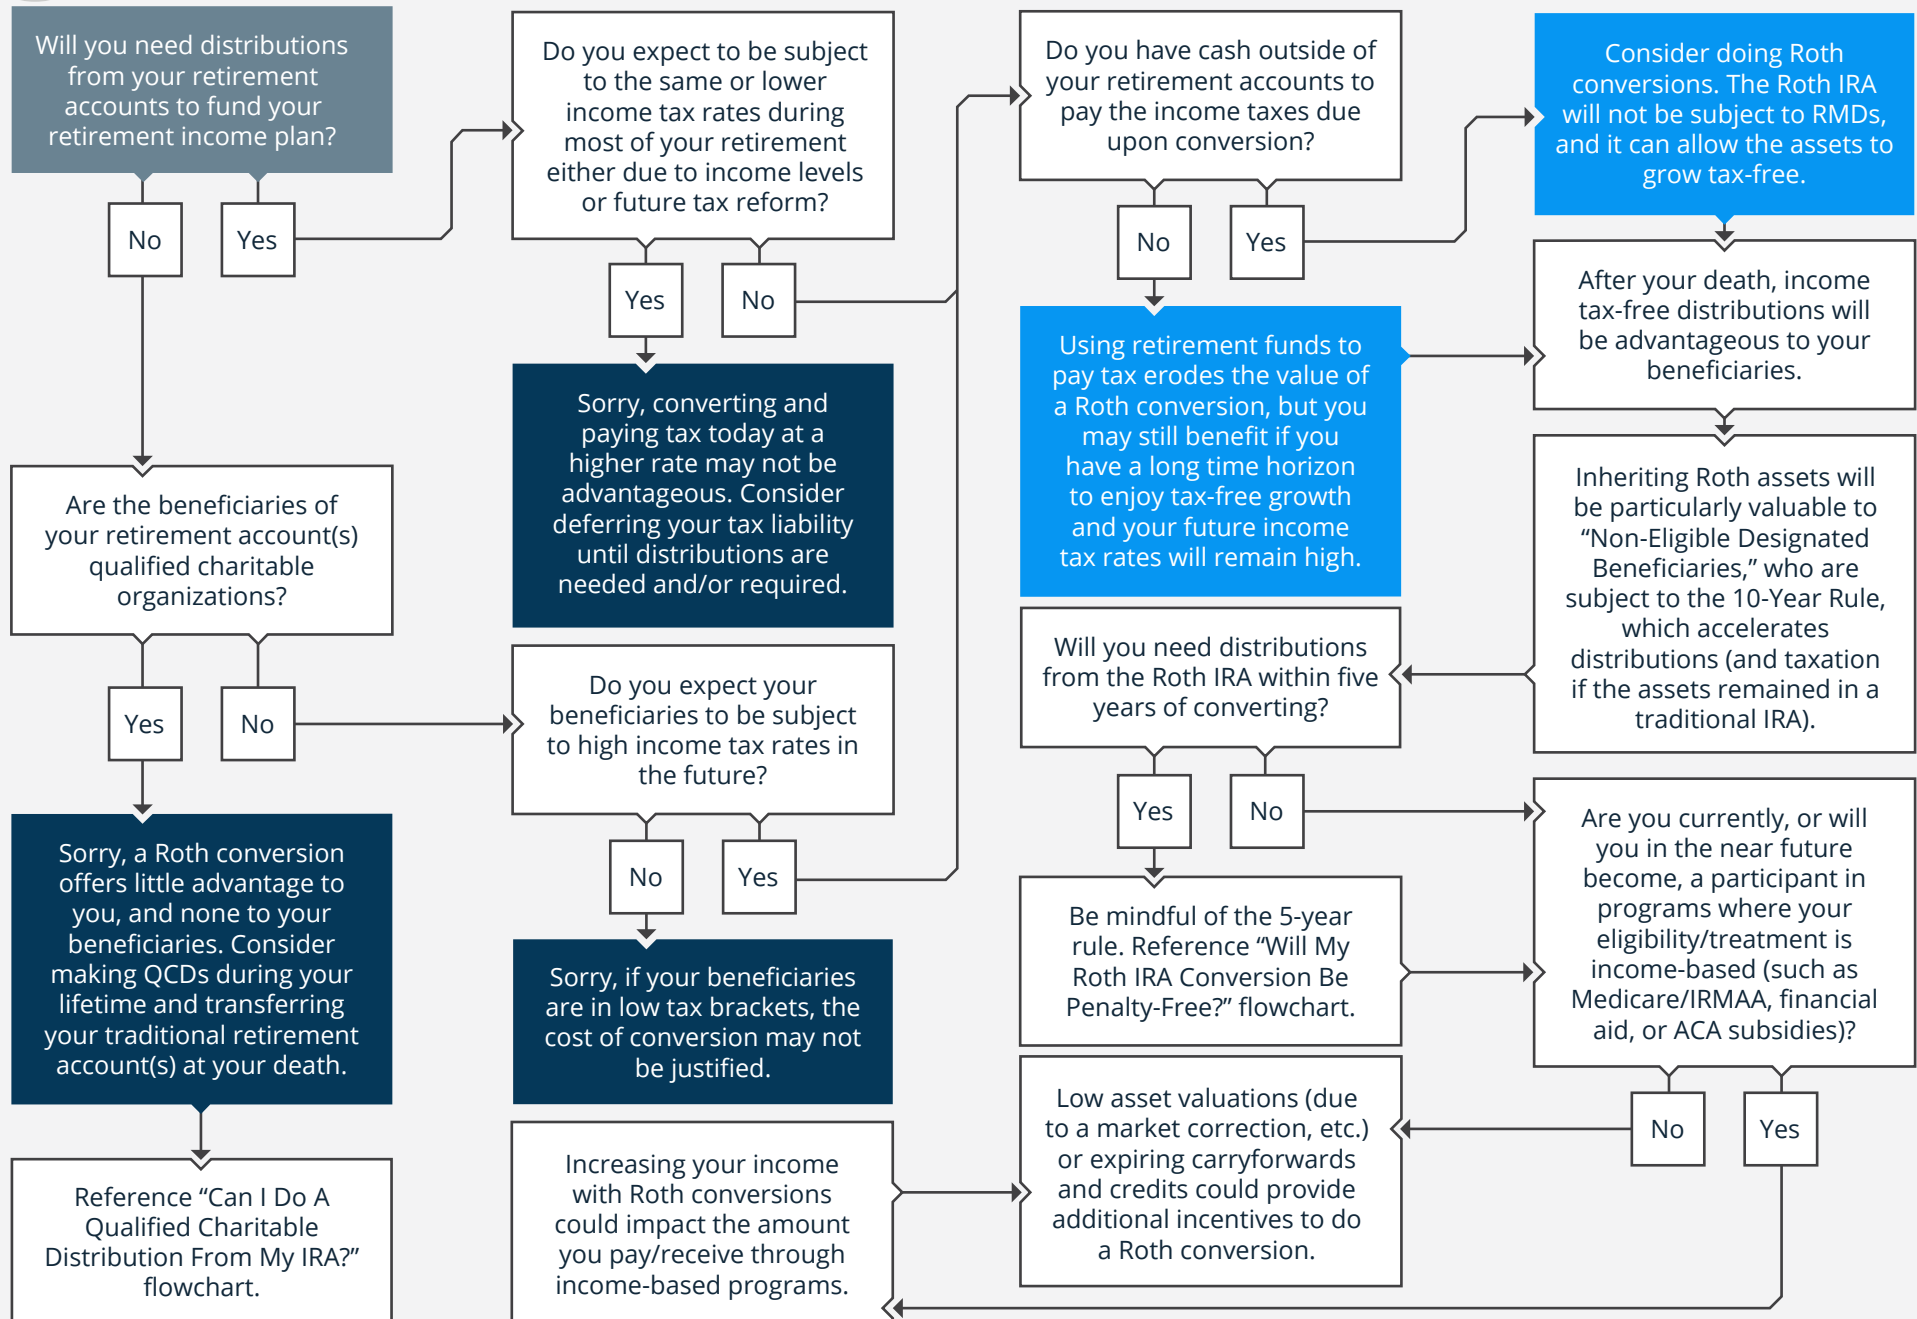 Will you need distributions
from your retirement
accounts to fund your
retirement income plan?
No
Yes
Are the beneficiaries of
your retirement account(s)
qualified charitable
organizations?
Yes
No
Sorry, a Roth conversion
offers little advantage to
you, and none to your
beneficiaries. Consider
making QCDs during your
lifetime and transferring
your traditional retirement
account(s) at your death.
Reference “Can I Do A
Qualified Charitable
Distribution From My IRA?”
flowchart.
Do you expect to be subject
to the same or lower
income tax rates during
most of your retirement
either due to income levels
or future tax reform?
Yes
No
Sorry, converting and
paying tax today at a
higher rate may not be
advantageous. Consider
deferring your tax liability
until distributions are
needed and/or required.
Do you expect your
beneficiaries to be subject
to high income tax rates in
the future?
No
Yes
Sorry, if your beneficiaries
are in low tax brackets, the
cost of conversion may not
be justified.
Increasing your income
with Roth conversions
could impact the amount
you pay/receive through
income-based programs.
Do you have cash outside of
your retirement accounts to
pay the income taxes due
upon conversion?
No
Yes
Using retirement funds to
pay tax erodes the value of
a Roth conversion, but you
may still benefit if you
have a long time horizon
to enjoy tax-free growth
and your future income
tax rates will remain high.
Will you need distributions
from the Roth IRA within five
years of converting?
Yes
No
Be mindful of the 5-year
rule. Reference “Will My
Roth IRA Conversion Be
Penalty-Free?” flowchart.
Low asset valuations (due
to a market correction, etc.)
or expiring carryforwards
and credits could provide
additional incentives to do
a Roth conversion.
Consider doing Roth
conversions. The Roth IRA
will not be subject to RMDs,
and it can allow the assets to
grow tax-free.
After your death, income
tax-free distributions will
be advantageous to your
beneficiaries.
Inheriting Roth assets will
be particularly valuable to
“Non-Eligible Designated
Beneficiaries,” who are
subject to the 10-Year Rule,
which accelerates
distributions (and taxation
if the assets remained in a
traditional IRA).
Are you currently, or will
you in the near future
become, a participant in
programs where your
eligibility/treatment is
income-based (such as
Medicare/IRMAA, financial
aid, or ACA subsidies)?
No
Yes